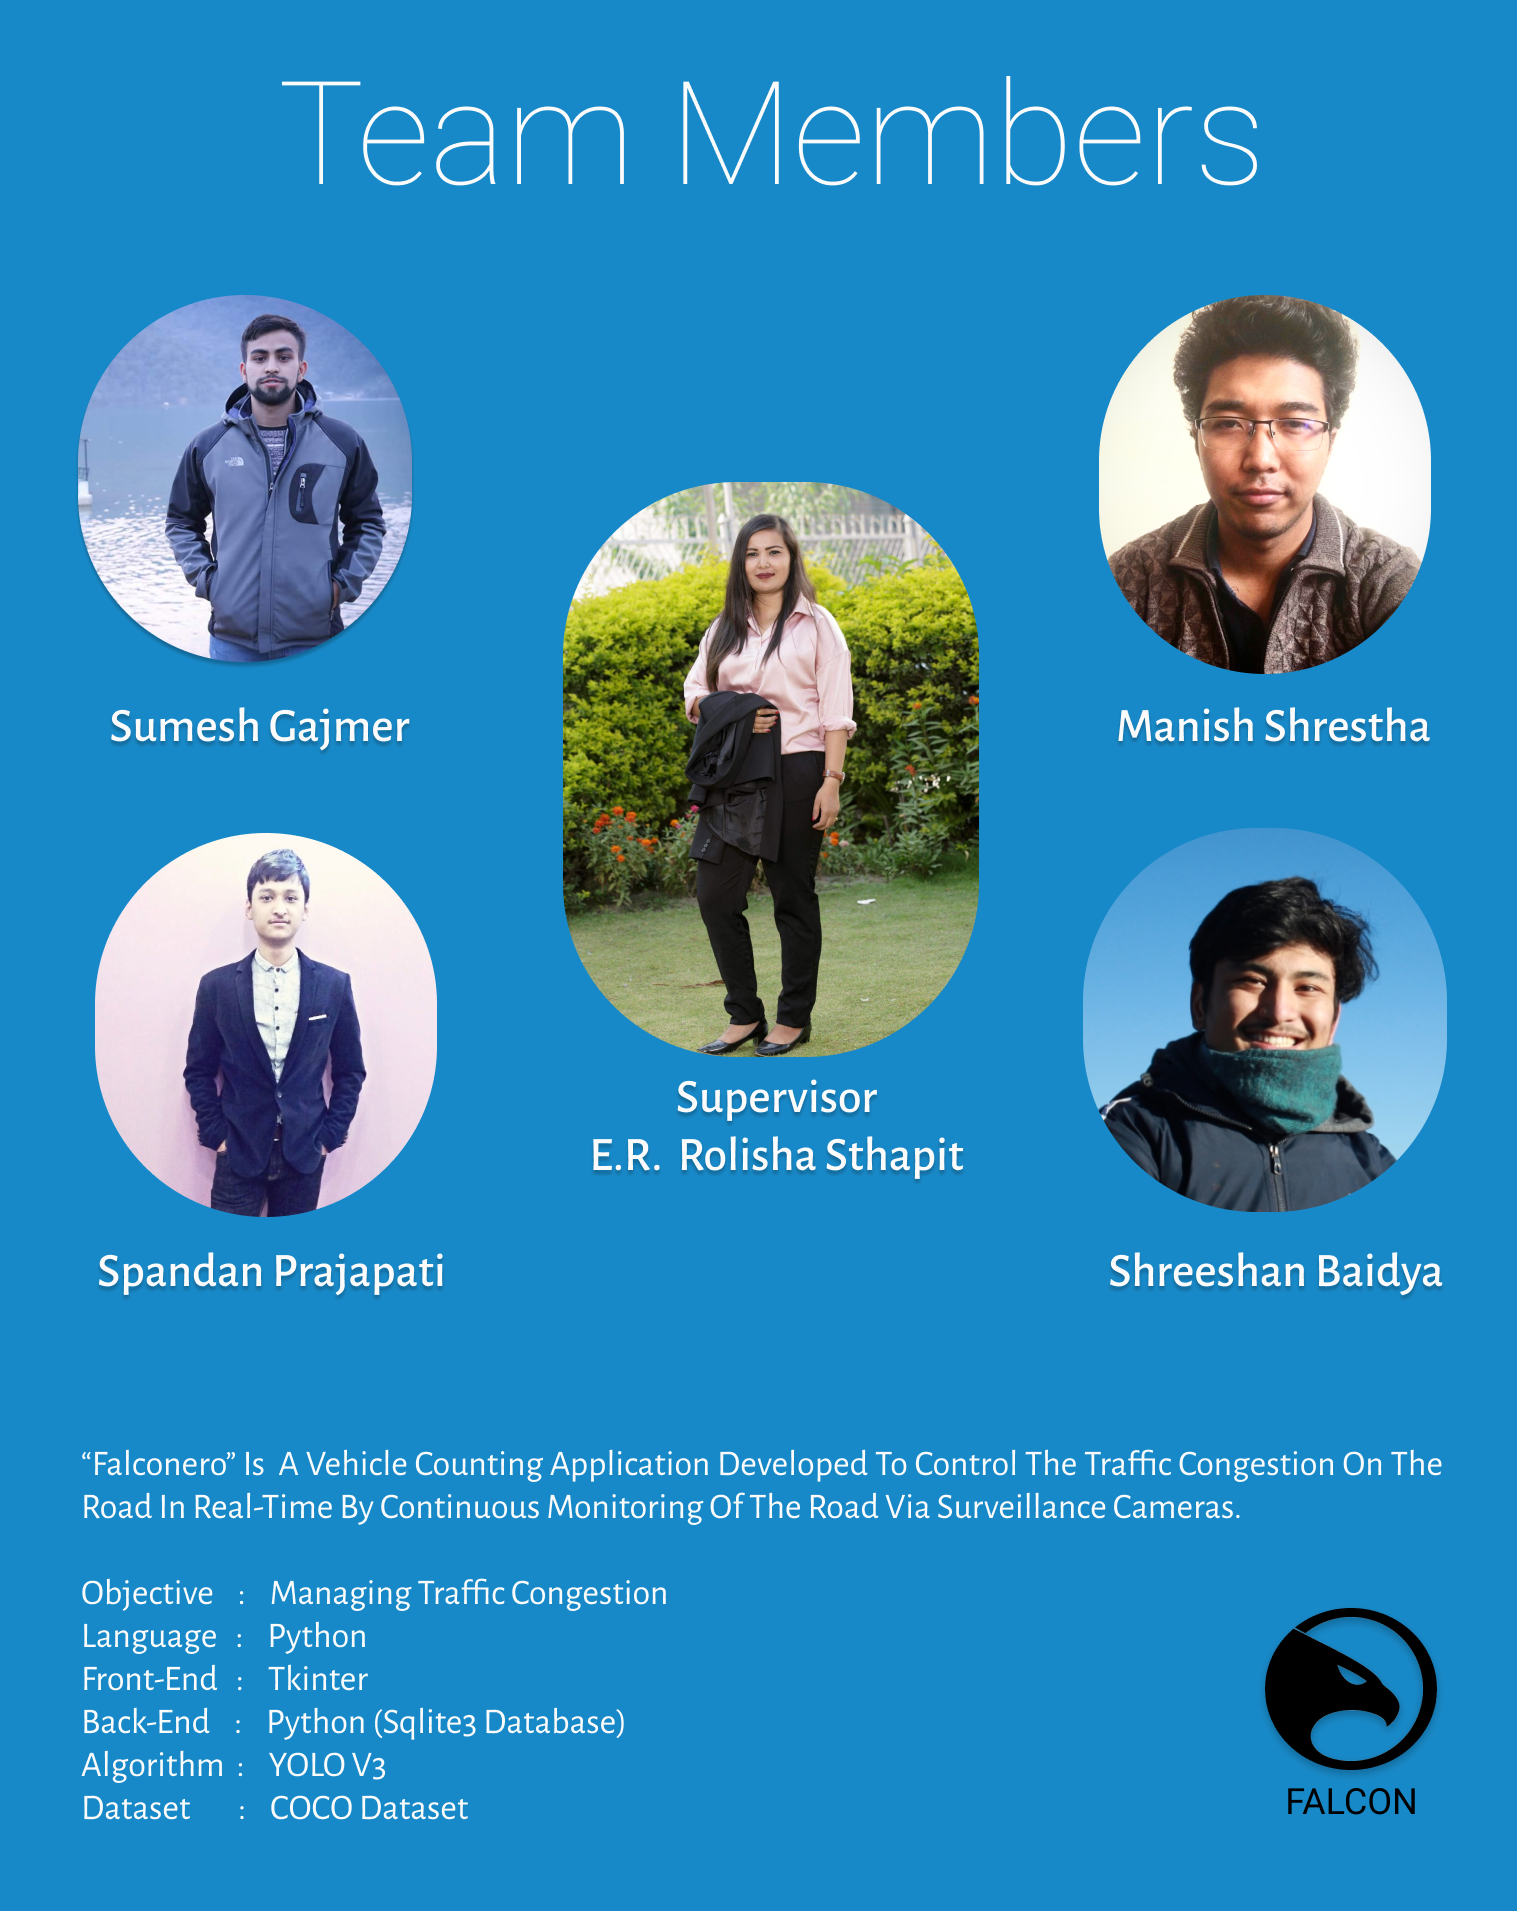 Team Members
Sumesh Gajmer
Manish Shrestha
Supervisor
E.R. Rolisha Sthapit
Spandan Prajapati
Shreeshan Baidya
“Falconero” Is A Vehicle Counting Application Developed To Control The Traffic Congestion On The
Road In Real-Time By Continuous Monitoring Of The Road Via Surveillance Cameras.
Objective : Managing Traffic Congestion
Language : Python
Front-End : Tkinter
Back-End : Python (Sqlite3 Database)
Algorithm : YOLO V3
Dataset : COCO Dataset
FALCON